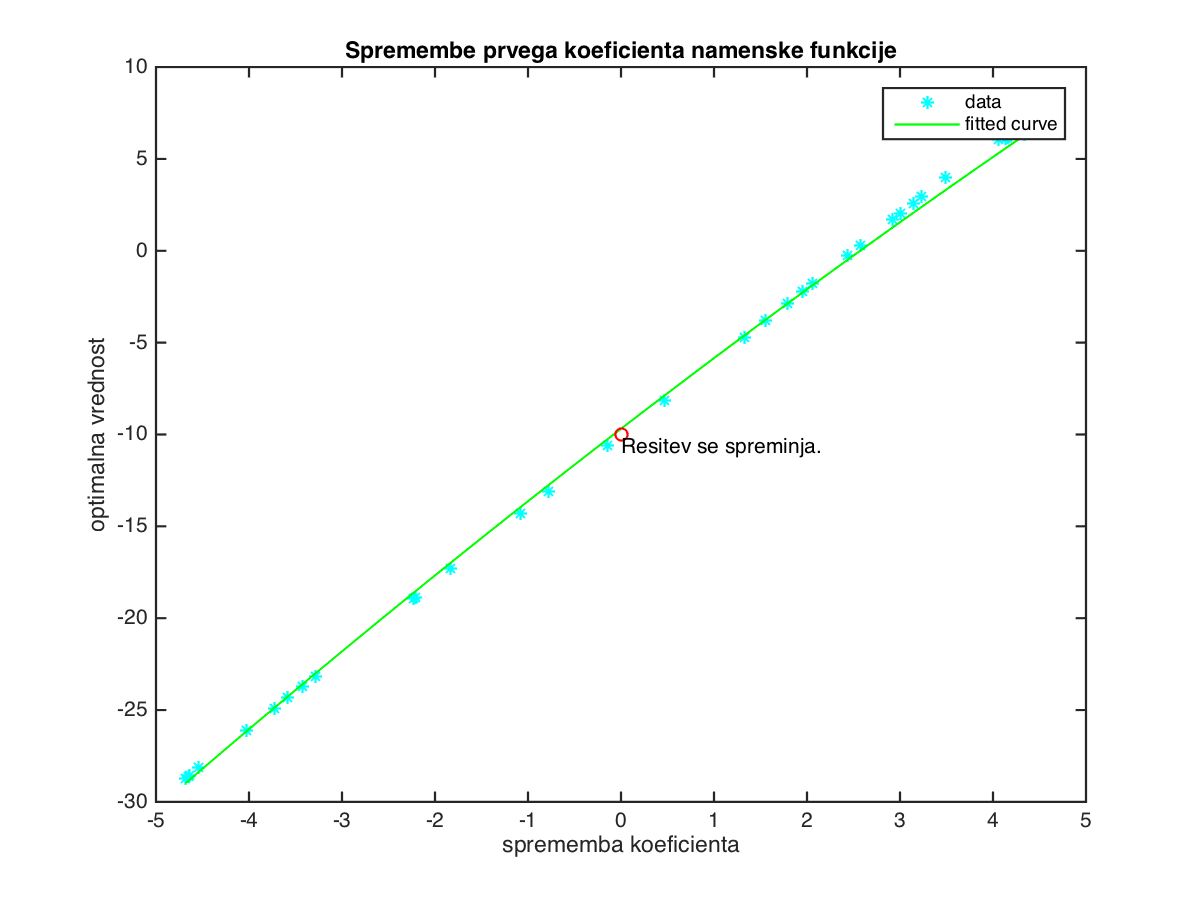 Spremembe prvega koeficienta namenske funkcije
10
data
fitted curve
5
0
-5
-10
Resitev se spreminja.
-15
-20
-25
-30
optimalna vrednost
-5 -4 -3 -2 -1 0 1 2 3 4 5
sprememba koeficienta